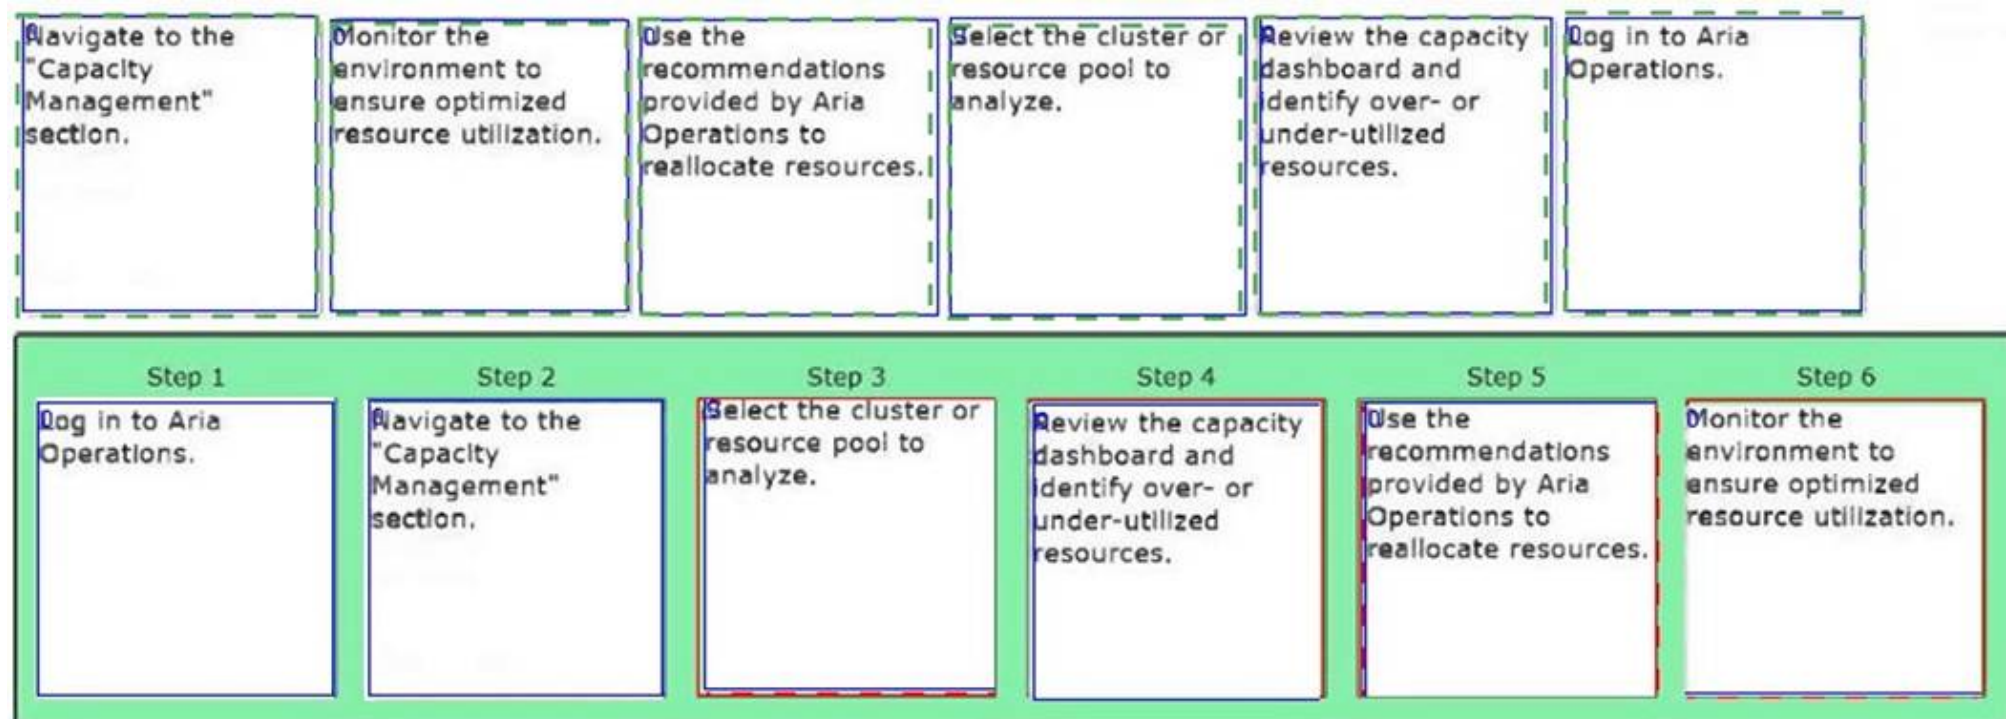 Navigate to the
"Capacity
Management"
section.
Monitor the
environment to
ensure optimized
resource utilization.
Use the
recommendations
provided by Aria
Operations to
reallocate resources.
Select the cluster or
resource pool to
analyze.
Review the capacity
dashboard and
identify over- or
under-utilized
resources.
Log in to Aria
Operations.
Step 1
Log in to Aria
Operations.
Step 2
Navigate to the
"Capacity
Management"
section.
Step 3
Select the cluster or
resource pool to
analyze.
Step 4
Review the capacity
dashboard and
identify over- or
under-utilized
resources.
Step 5
Use the
recommendations
provided by Aria
Operations to
reallocate resources.
Step 6
Monitor the
environment to
ensure optimized
resource utilization.